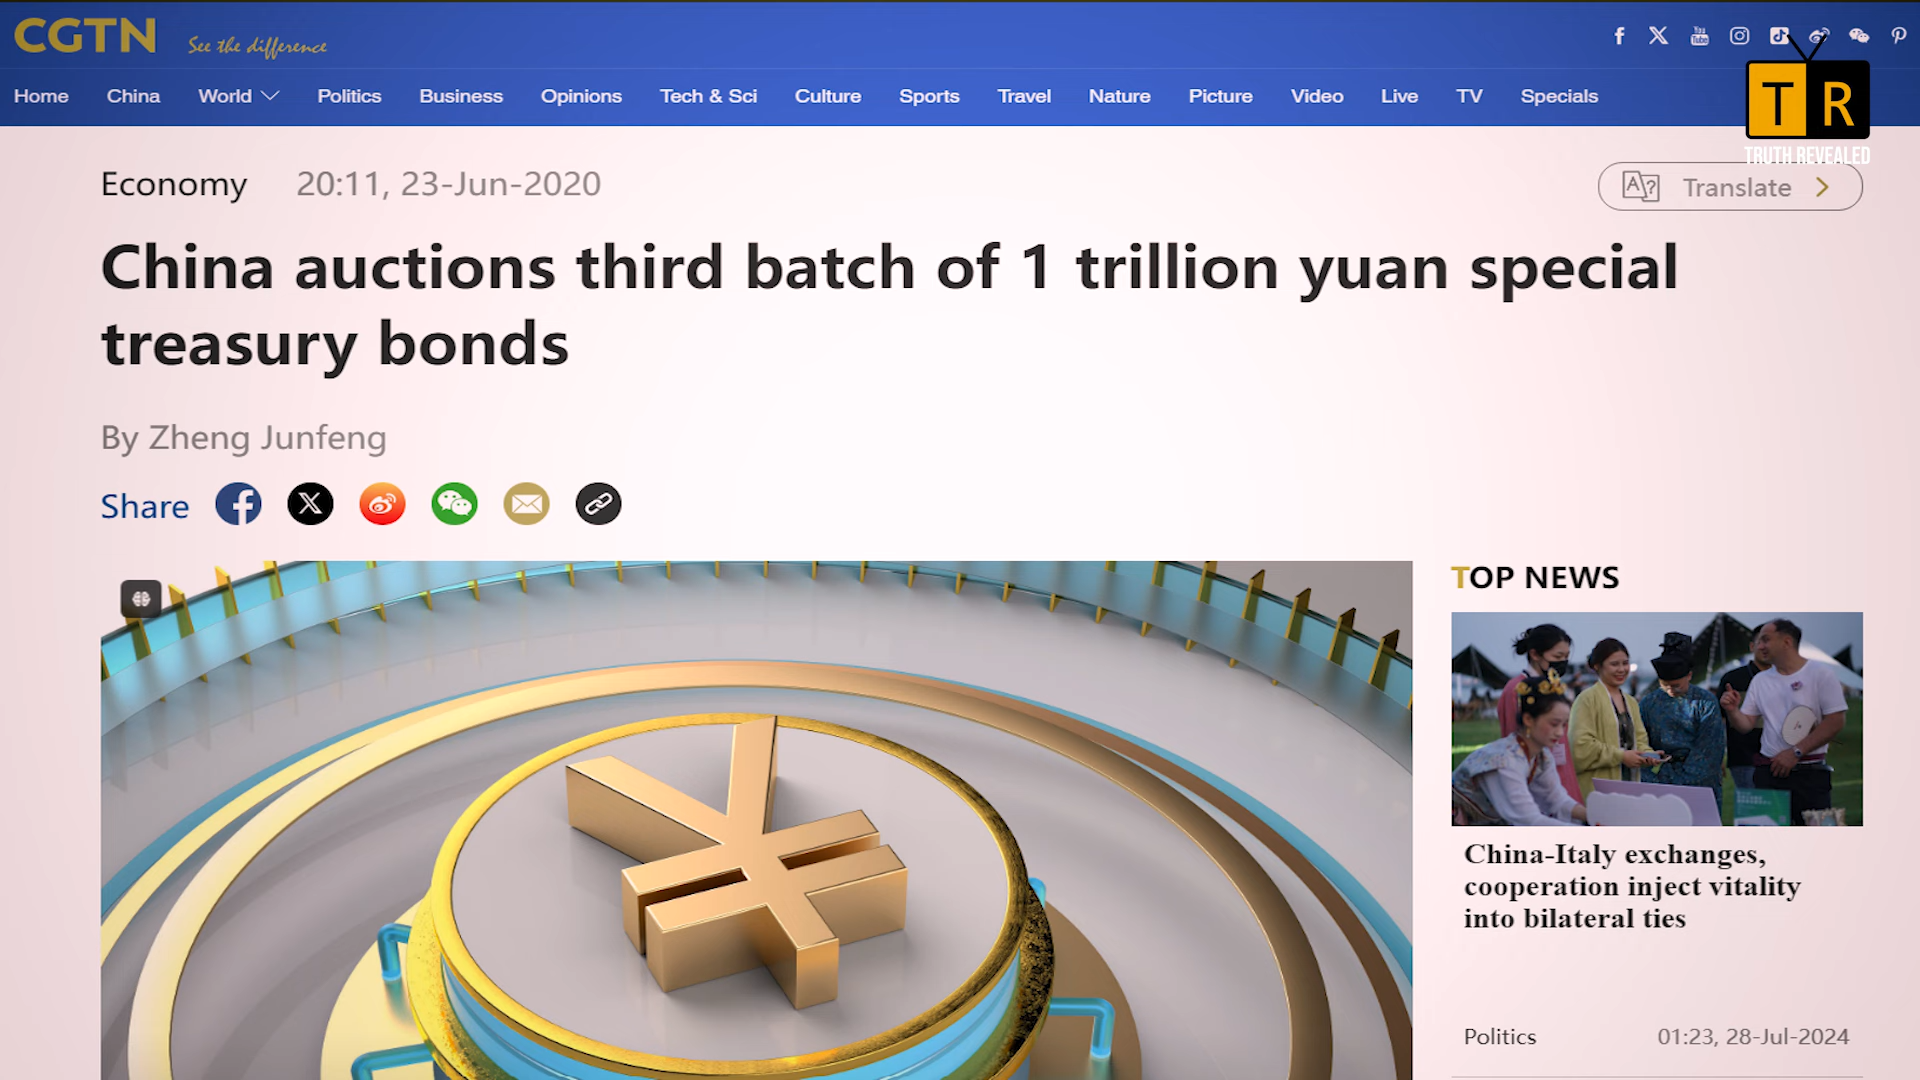 CGTN
See the difference
Home China World Politics Business Opinions Tech & Sci Culture Sports Travel Nature Picture Video Live TV Specials
TR
TRUTH REVEALED
Economy 20:11, 23-Jun-2020
Translate
China auctions third batch of 1 trillion yuan special
treasury bonds
By Zheng Junfeng
Share
TOP NEWS
China-Italy exchanges,
cooperation inject vitality
into bilateral ties
Politics 01:23, 28-Jul-2024